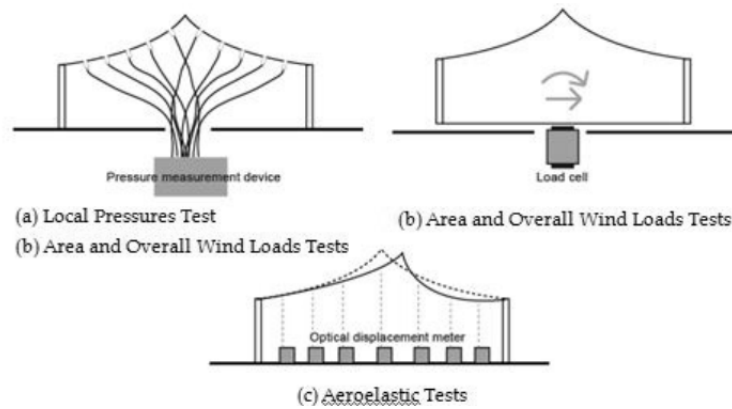 Pressure measurement device
Load cell
(a) Local Pressures Test
(b) Area and Overall Wind Loads Tests
(b) Area and Overall Wind Loads Tests
Optical displacement meter
(c) Aeroelastic Tests